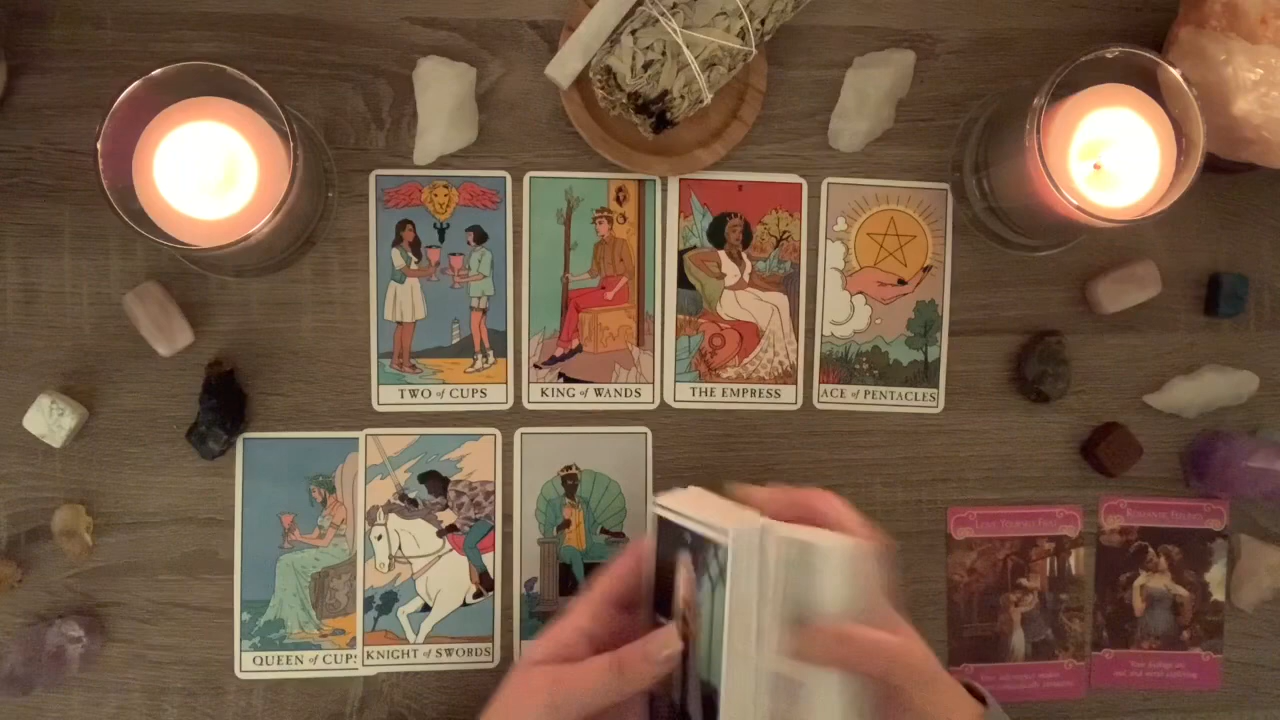 TWO of CUPS
KING of WANDS
THE EMPRESS
ACE of PENTACLES
QUEEN of CUPS
KNIGHT of SWORDS
LOVE YOURSELF FIRST
ROMANTIC FEELINGS
Your feelings are
real and worth exploring